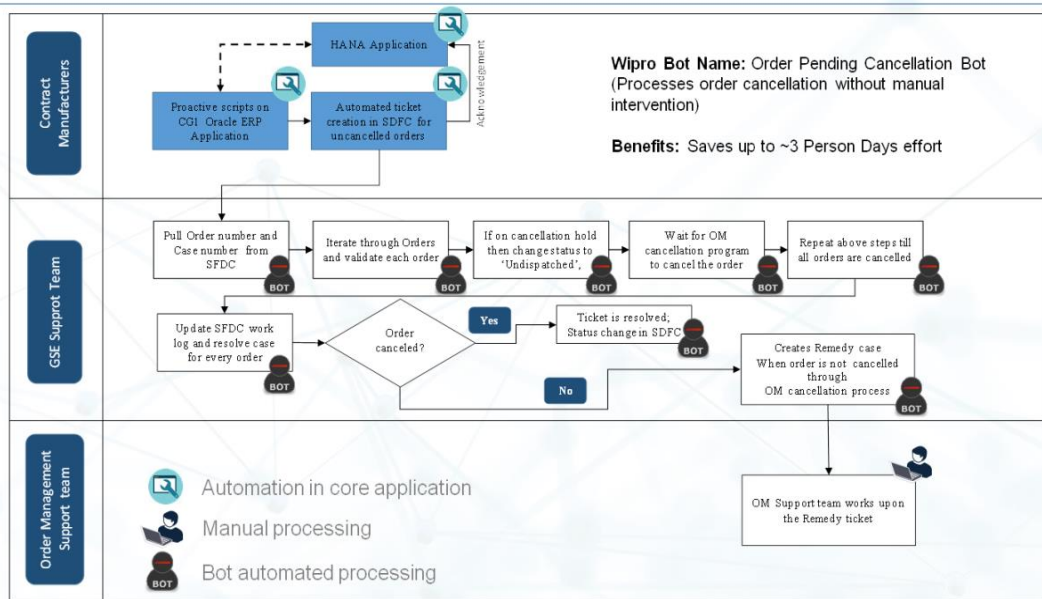 Contract
Manufacturers
HANA Application
Proactive scripts on
CG1 Oracle ERP
Application
Automated ticket
creation in SDFC for
uncancelled orders
Acknowledgement
Wipro Bot Name: Order Pending Cancellation Bot
(Processes order cancellation without manual
intervention)
Benefits: Saves up to ~3 Person Days effort
GSE Supprot Team
Pull Order number and
Case number from
SFDC
BOT
Iterate through Orders
and validate each order
BOT
If on cancellation hold
then change status to
'Undispatched',
BOT
Wait for OM
cancellation program
to cancel the order
BOT
Repeat above steps till
all orders are cancelled
BOT
Update SFDC work
log and resolve case
for every order
BOT
Order
canceled?
Yes
Ticket is resolved;
Status change in SDFC
BOT
No
Creates Remedy case
When order is not cancelled
through
OM cancellation process
BOT
Order Management
Support team
Automation in core application
Manual processing
BOT
Bot automated processing
OM Support team works upon
the Remedy ticket